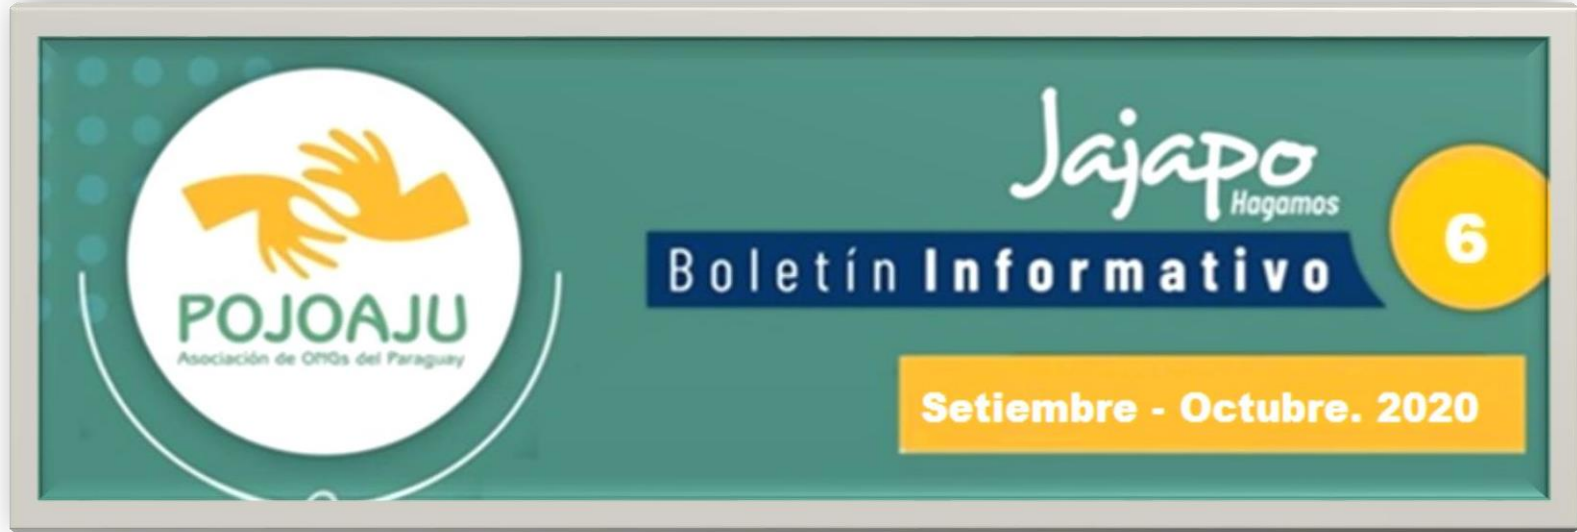 POJOAJU
Asociación de ONGs del Paraguay
Jajapo
Hagamos
Boletín Informativo
6
Setiembre - Octubre. 2020